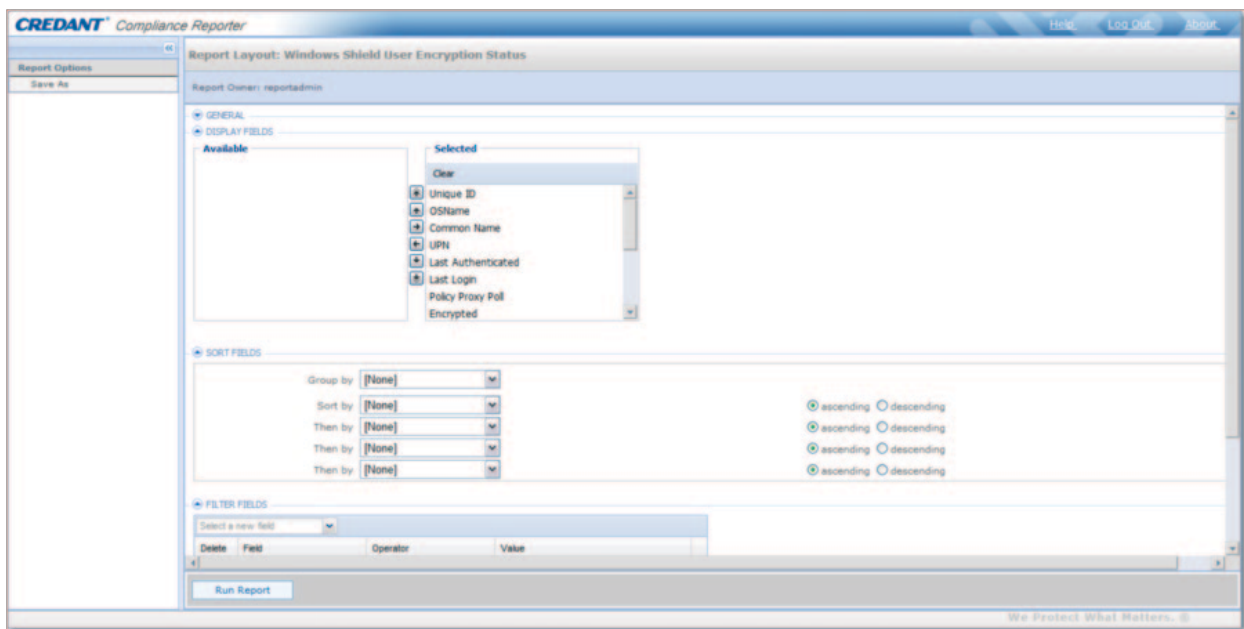 CREDANT® Compliance Reporter
Help Log Out About
Report Options
Save As
Report Layout: Windows Shield User Encryption Status
Report Owner: reportadmin
GENERAL
DISPLAY FIELDS
Available
Selected
Clear
Unique ID
OSName
Common Name
UPN
Last Authenticated
Last Login
Policy Proxy Poll
Encrypted
SORT FIELDS
Group by [None]
Sort by [None] ascending descending
Then by [None] ascending descending
Then by [None] ascending descending
Then by [None] ascending descending
FILTER FIELDS
Select a new field
Delete Field Operator Value
Run Report
We Protect What Matters. ®